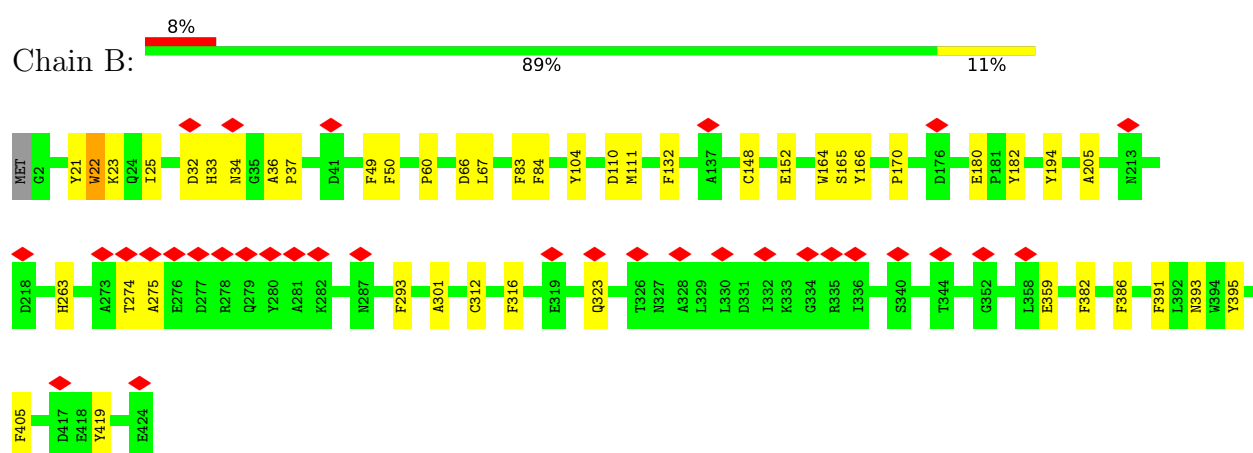 8%
Chain B:
89% 11%
MET G2 Y21 W22 K23 Q24 I25 D32 H33 N34 G35 A36 P37 D41 F49 F50 P60 D66 L67 F83 F84 Y104 D110 M111 F132 A137 C148 E152 W164 S165 Y166 P170 D176 E180 P181 Y182 Y194 A205 N213
D218 H263 A273 T274 A275 E276 D277 R278 Q279 Y280 A281 K282 N287 F293 A301 C312 F316 E319 Q323 T326 N327 A328 L329 L330 D331 I332 K333 G334 R335 I336 S340 T344 G352 L358 E359 F382 F386 F391 L392 N393 W394 Y395
F405 D417 E418 Y419 E424